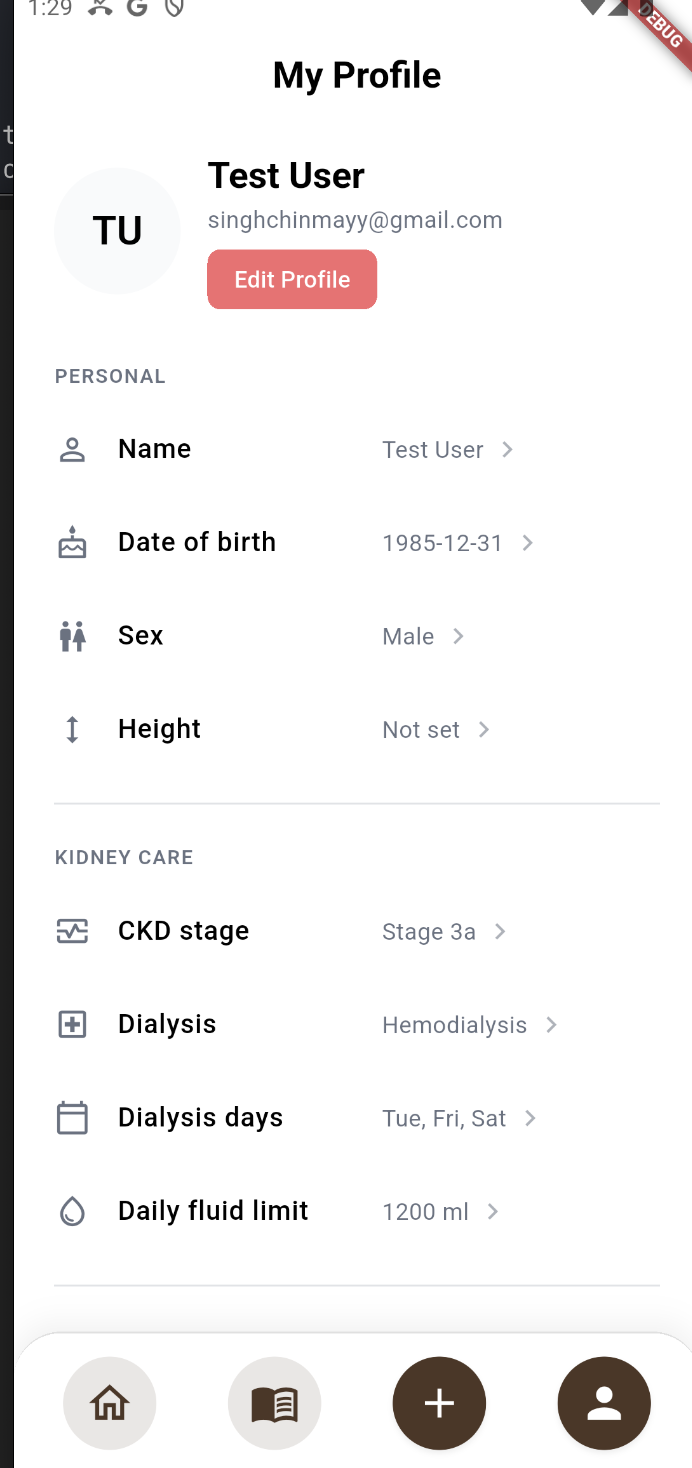 1:29
DEBUG
My Profile
TU
Test User
singhchinmayy@gmail.com
Edit Profile
PERSONAL
Name Test User
Date of birth 1985-12-31
Sex Male
Height Not set
KIDNEY CARE
CKD stage Stage 3a
Dialysis Hemodialysis
Dialysis days Tue, Fri, Sat
Daily fluid limit 1200 ml